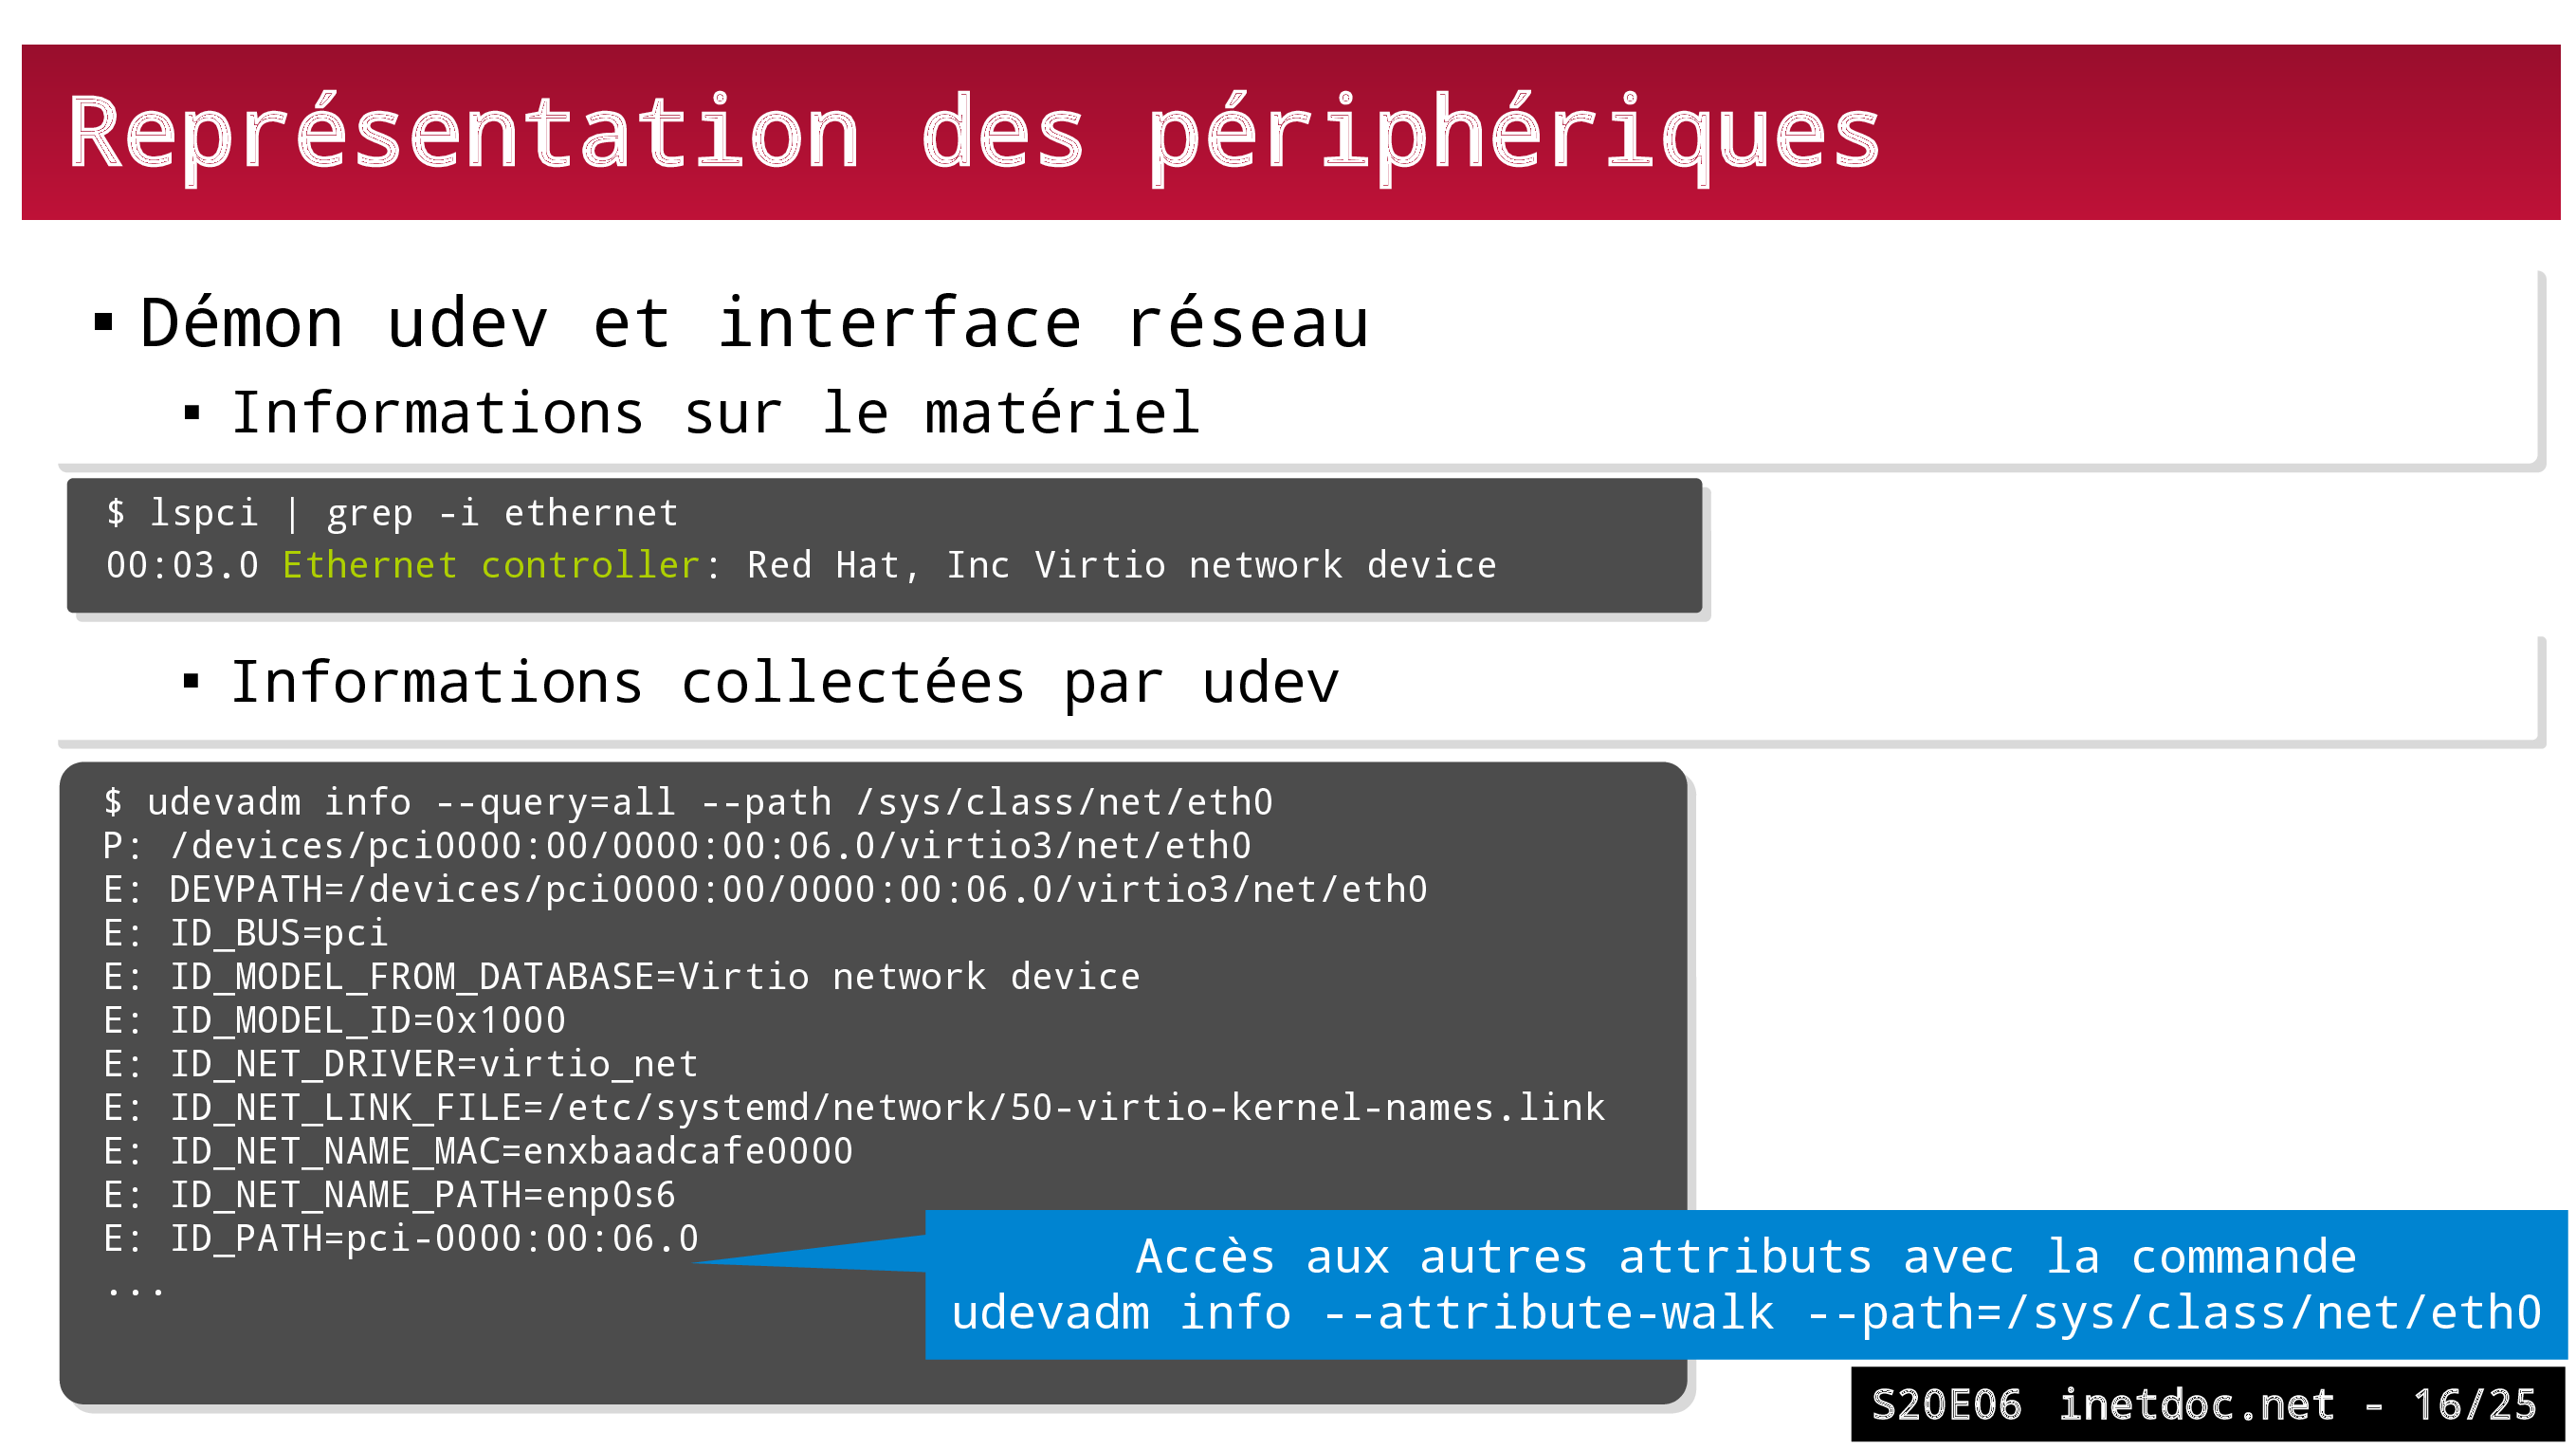 Représentation des périphériques
▪ Démon udev et interface réseau
▪ Informations sur le matériel
$ lspci | grep -i ethernet
00:03.0 Ethernet controller: Red Hat, Inc Virtio network device
▪ Informations collectées par udev
$ udevadm info --query=all --path /sys/class/net/eth0
P: /devices/pci0000:00/0000:00:06.0/virtio3/net/eth0
E: DEVPATH=/devices/pci0000:00/0000:00:06.0/virtio3/net/eth0
E: ID_BUS=pci
E: ID_MODEL_FROM_DATABASE=Virtio network device
E: ID_MODEL_ID=0x1000
E: ID_NET_DRIVER=virtio_net
E: ID_NET_LINK_FILE=/etc/systemd/network/50-virtio-kernel-names.link
E: ID_NET_NAME_MAC=enxbaadcafe0000
E: ID_NET_NAME_PATH=enp0s6
E: ID_PATH=pci-0000:00:06.0
...
Accès aux autres attributs avec la commande
udevadm info --attribute-walk --path=/sys/class/net/eth0
S20E06 inetdoc.net - 16/25